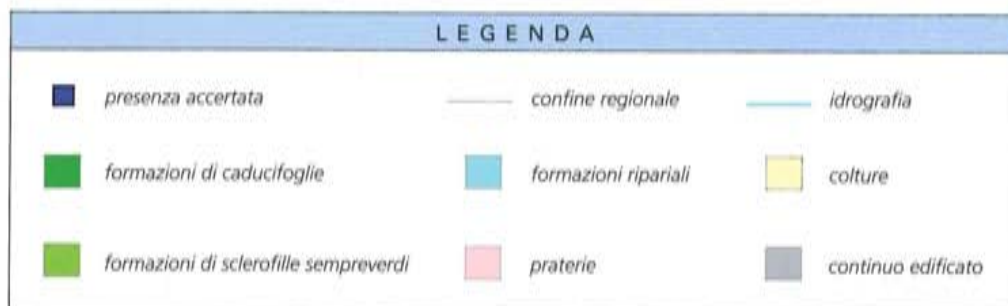 LEGENDA
presenza accertata
confine regionale
idrografia
formazioni di caducifoglie
formazioni ripariali
colture
formazioni di sclerofille sempreverdi
praterie
continuo edificato